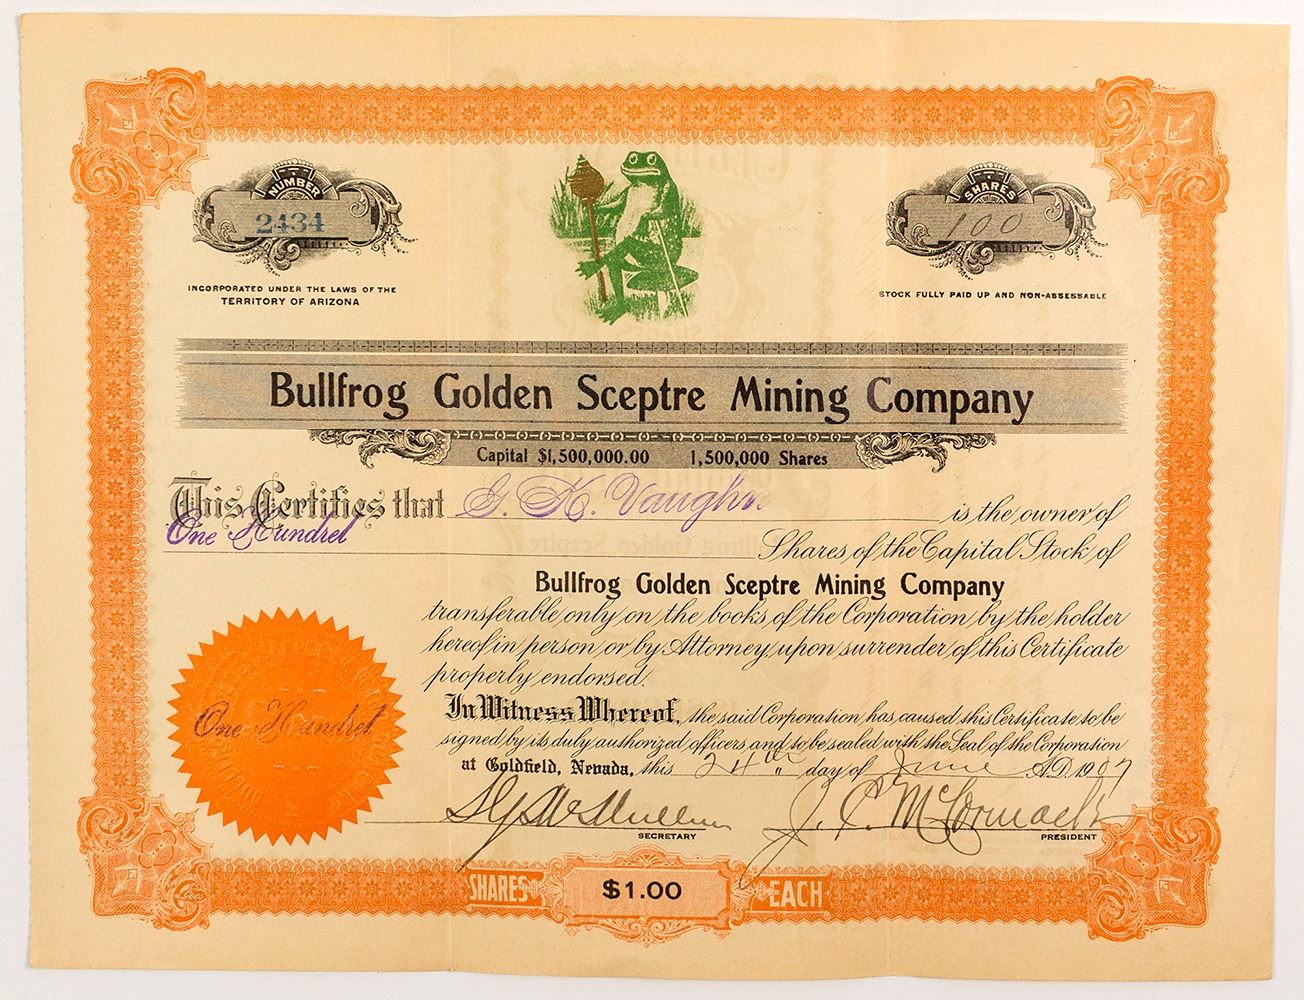 NUMBER
2434
SHARES
100
INCORPORATED UNDER THE LAWS OF THE
TERRITORY OF ARIZONA
STOCK FULLY PAID UP AND NON-ASSESSABLE
Bullfrog Golden Sceptre Mining Company
Capital $1,500,000.00 1,500,000 Shares
This Certifies that G. K. Vaughn is the owner of
One Hundret Shares of the Capital Stock of
Bullfrog Golden Sceptre Mining Company
transferable only on the books of the Corporation by the holder
hereof in person or by Attorney upon surrender of this Certificate
properly endorsed.
In Witness Whereof, the said Corporation has caused this Certificate to be
signed by its duly authorized officers and to be sealed with the Seal of the Corporation
at Goldfield, Nevada, this 24th " day of June A.D. 1907
One Hundret
J. C. McCormack
SECRETARY
PRESIDENT
SHARES $1.00 EACH